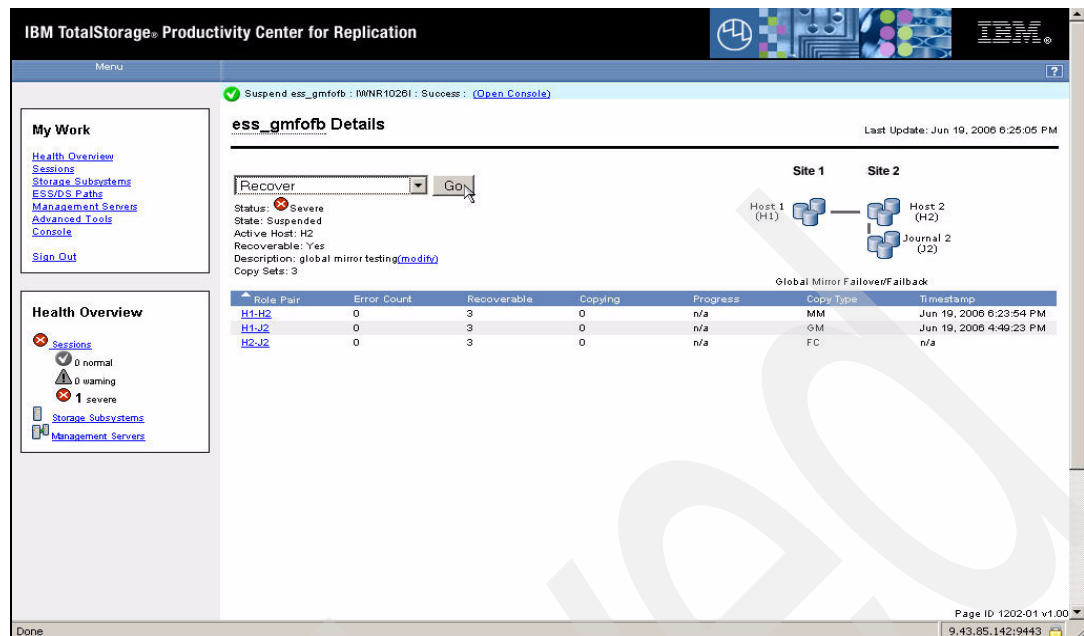 IBM TotalStorage® Productivity Center for Replication
IBM®
Menu
?
Suspend ess_gmfofb : IWNR1026I : Success : (Open Console)
My Work
Health Overview
Sessions
Storage Subsystems
ESS/DS Paths
Management Servers
Advanced Tools
Console
Sign Out
Health Overview
Sessions
0 normal
0 warning
1 severe
Storage Subsystems
Management Servers
ess_gmfofb Details
Last Update: Jun 19, 2006 6:25:05 PM
Recover
Go
Status: Severe
State: Suspended
Active Host: H2
Recoverable: Yes
Description: global mirror testing(modify)
Copy Sets: 3
Site 1 Site 2
Host 1
(H1)
Host 2
(H2)
Journal 2
(J2)
Global Mirror Failover/Failback
Role Pair Error Count Recoverable Copying Progress Copy Type Timestamp
H1-H2 0 3 0 n/a MM Jun 19, 2006 6:23:54 PM
H1-J2 0 3 0 n/a GM Jun 19, 2006 4:49:23 PM
H2-J2 0 3 0 n/a FC n/a
Page ID 1202-01 v1.00
Done
9.43.85.142:9443